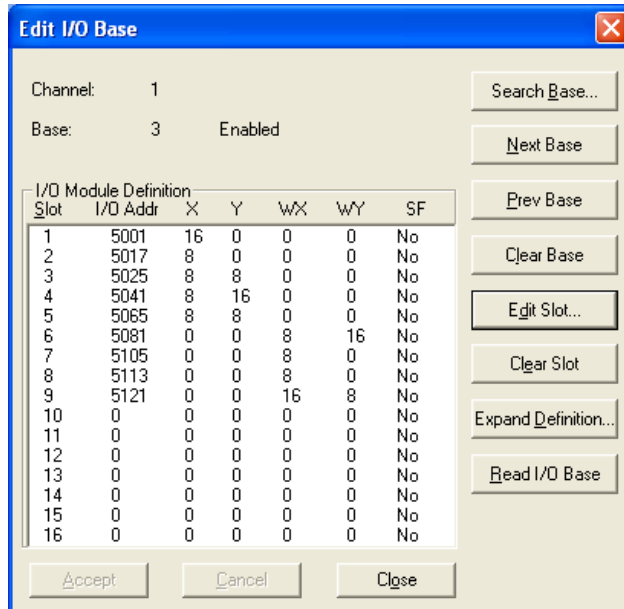 Edit I/O Base
Channel: 1
Base: 3 Enabled
I/O Module Definition
Slot I/O Addr X Y WX WY SF
1 5001 16 0 0 0 No
2 5017 8 0 0 0 No
3 5025 8 8 0 0 No
4 5041 8 16 0 0 No
5 5065 8 8 0 0 No
6 5081 0 0 8 16 No
7 5105 0 0 8 0 No
8 5113 0 0 8 0 No
9 5121 0 0 16 8 No
10 0 0 0 0 0 No
11 0 0 0 0 0 No
12 0 0 0 0 0 No
13 0 0 0 0 0 No
14 0 0 0 0 0 No
15 0 0 0 0 0 No
16 0 0 0 0 0 No
Search Base...
Next Base
Prev Base
Clear Base
Edit Slot...
Clear Slot
Expand Definition...
Read I/O Base
Accept Cancel Close